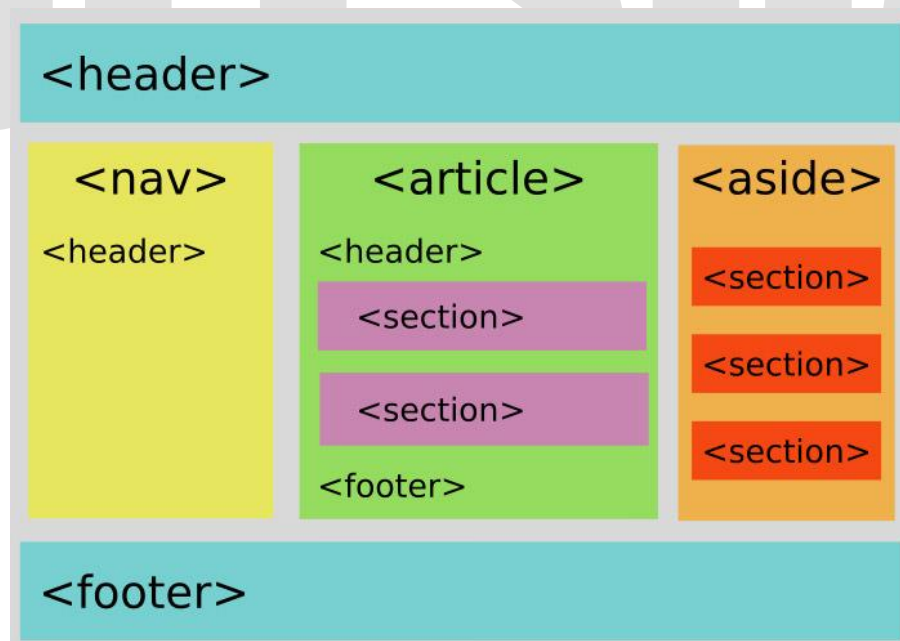 <header>
<nav>
<header>
<article>
<header>
<section>
<section>
<footer>
<aside>
<section>
<section>
<section>
<footer>